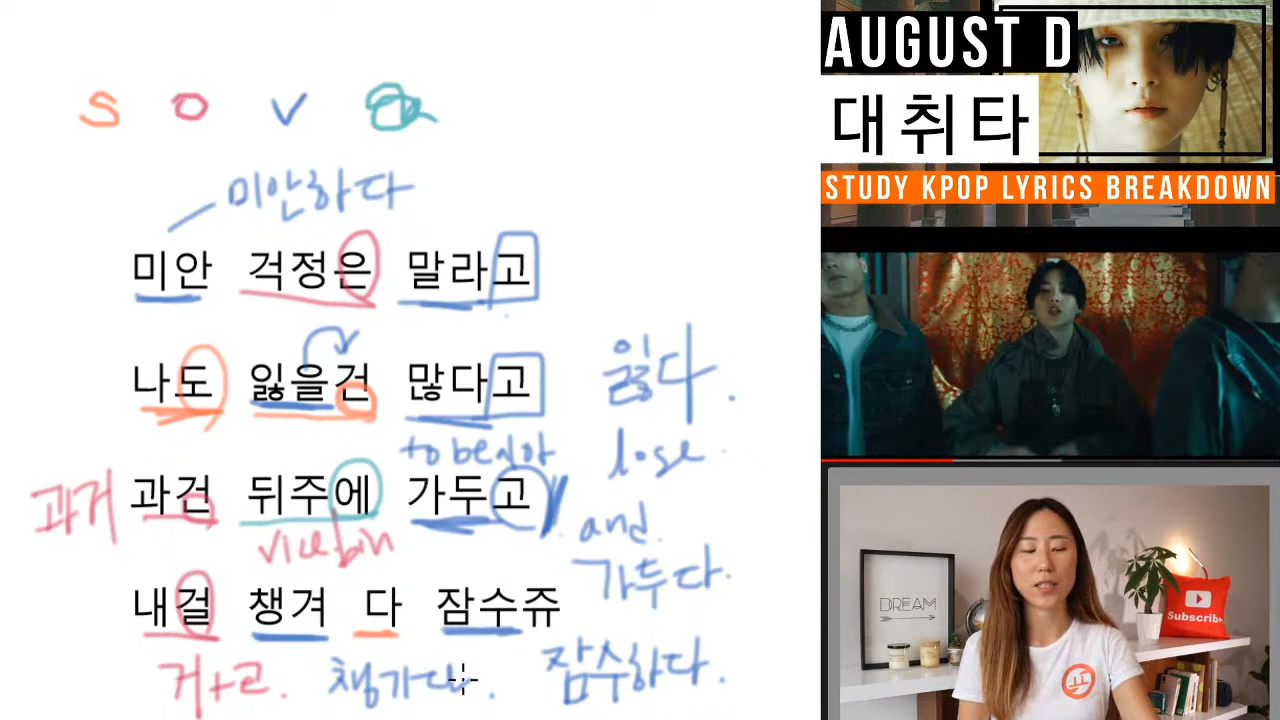 S O V
미안하다
미안 걱정은 말라고
나도 잃을건 많다고
잃다.
to be many
lose
과거
과건 뒤주에 가두고
rice bin
and
가두다.
내걸 챙겨 다 잠수쥬
거+ㄹ.
챙기다.
잠수하다.
AUGUST D
대취타
STUDY KPOP LYRICS BREAKDOWN
DREAM
Subscribe